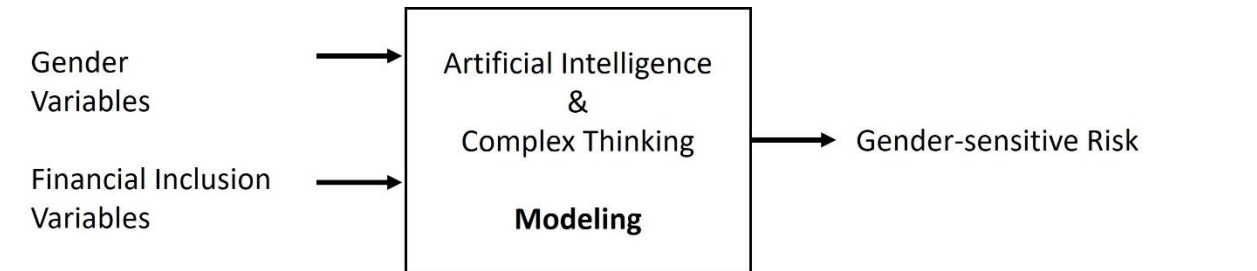 Gender
Variables
Financial Inclusion
Variables
Artificial Intelligence
&
Complex Thinking
Modeling
Gender-sensitive Risk